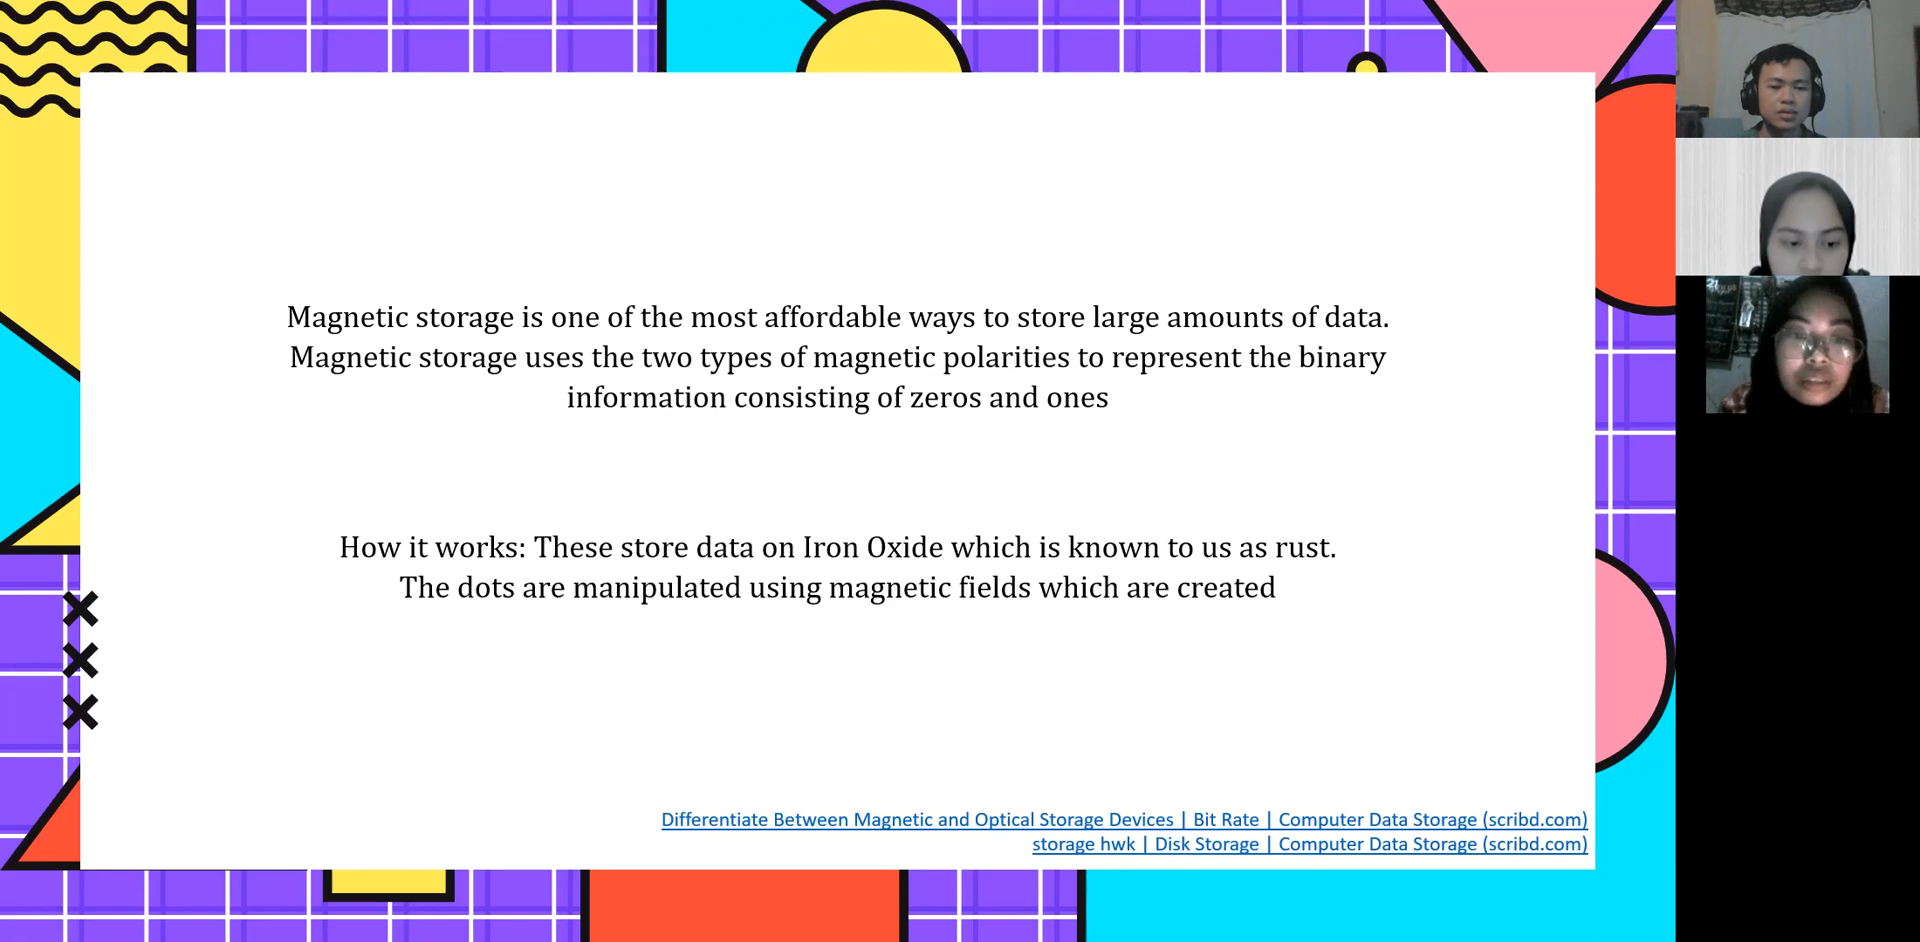 Magnetic storage is one of the most affordable ways to store large amounts of data.
Magnetic storage uses the two types of magnetic polarities to represent the binary
information consisting of zeros and ones
How it works: These store data on Iron Oxide which is known to us as rust.
The dots are manipulated using magnetic fields which are created
Differentiate Between Magnetic and Optical Storage Devices | Bit Rate | Computer Data Storage (scribd.com)
storage hwk | Disk Storage | Computer Data Storage (scribd.com)